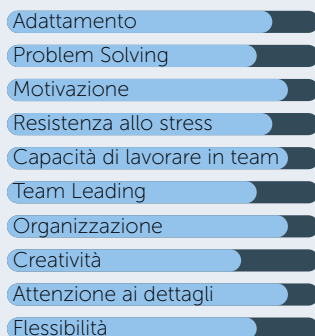 Adattamento
Problem Solving
Motivazione
Resistenza allo stress
Capacità di lavorare in team
Team Leading
Organizzazione
Creatività
Attenzione ai dettagli
Flessibilità